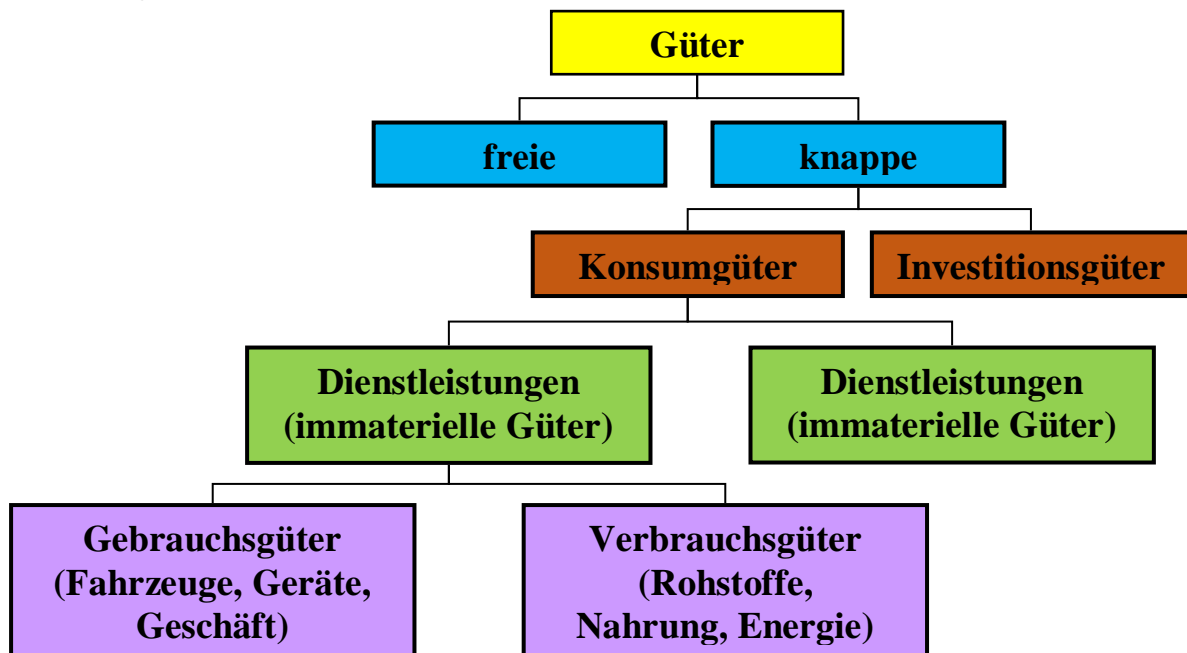 Güter
freie
knappe
Konsumgüter
Investitionsgüter
Dienstleistungen
(immaterielle Güter)
Dienstleistungen
(immaterielle Güter)
Gebrauchsgüter
(Fahrzeuge, Geräte,
Geschäft)
Verbrauchsgüter
(Rohstoffe,
Nahrung, Energie)